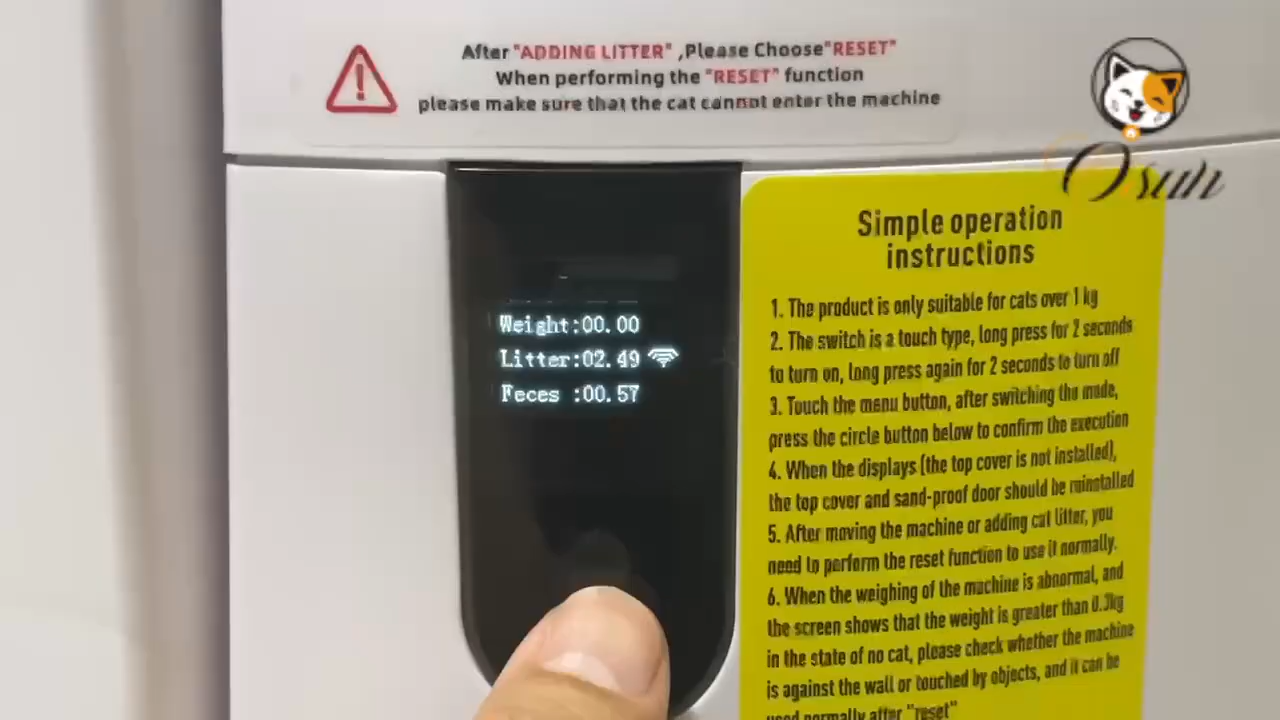 After "ADDING LITTER" ,Please Choose"RESET"
When performing the "RESET" function
please make sure that the cat cannot enter the machine
Osuh
Weight:00.00
Litter:02.49
Feces :00.57
Simple operation
instructions
1. The product is only suitable for cats over 1 kg
2. The switch is a touch type, long press for 2 seconds
to turn on, long press again for 2 seconds to turn off
3. Touch the menu button, after switching the mode,
press the circle button below to confirm the execution
4. When the displays (the top cover is not installed),
the top cover and sand-proof door should be reinstalled
5. After moving the machine or adding cat litter, you
need to perform the reset function to use it normally.
6. When the weighing of the machine is abnormal, and
the screen shows that the weight is greater than 0.3kg
in the state of no cat, please check whether the machine
is against the wall or touched by objects, and it can be
used normally after "reset"